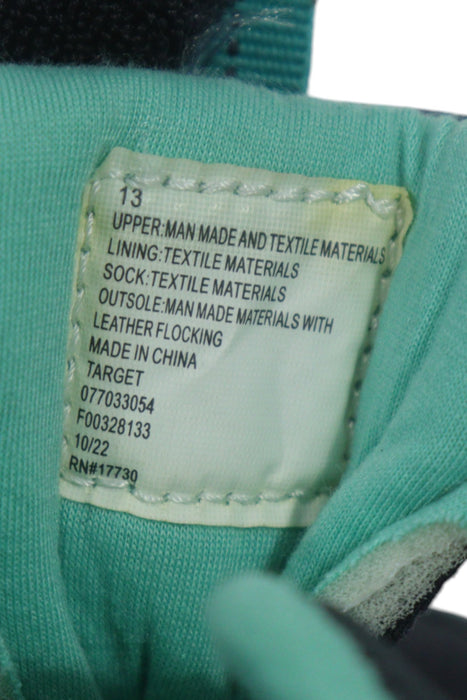 13
UPPER:MAN MADE AND TEXTILE MATERIALS
LINING:TEXTILE MATERIALS
SOCK:TEXTILE MATERIALS
OUTSOLE:MAN MADE MATERIALS WITH
LEATHER FLOCKING
MADE IN CHINA
TARGET
077033054
F00328133
10/22
RN#17730